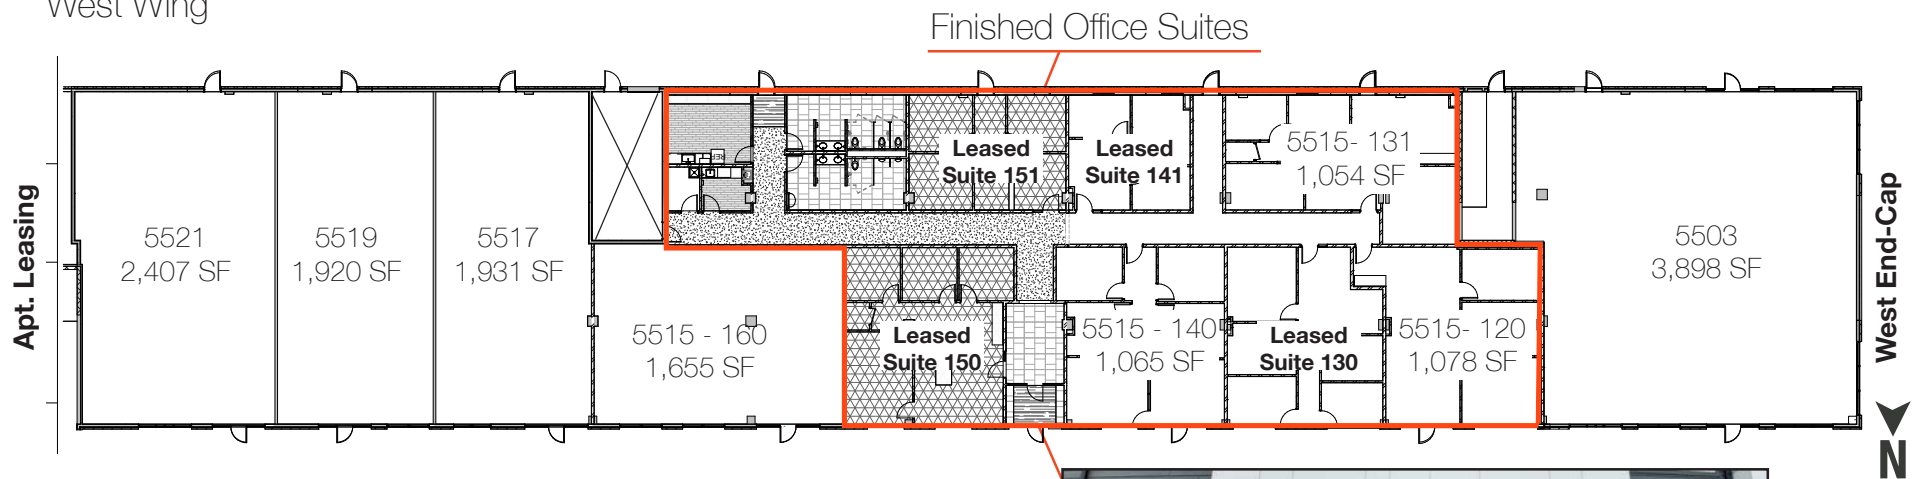 West Wing
Finished Office Suites
Apt. Leasing
5521
2,407 SF
5519
1,920 SF
5517
1,931 SF
5515 - 160
1,655 SF
REF
Leased
Suite 151
Leased
Suite 141
5515- 131
1,054 SF
Leased
Suite 150
5515 - 140
1,065 SF
Leased
Suite 130
5515- 120
1,078 SF
5503
3,898 SF
West End-Cap
N